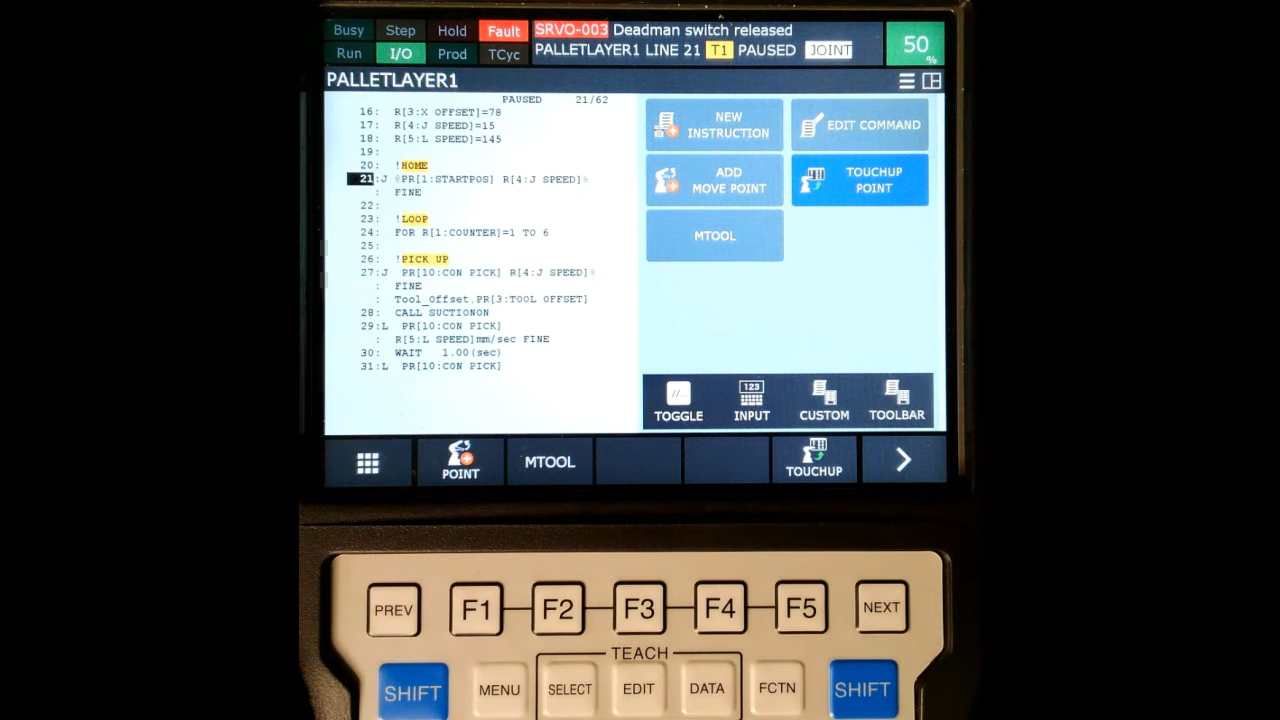 Busy Step Hold Fault SRVO-003 Deadman switch released
Run I/O Prod TCyc PALLETLAYER1 LINE 21 T1 PAUSED JOINT 50 %
PALLETLAYER1
PAUSED 21/62
16: R[3:X OFFSET]=78
17: R[4:J SPEED]=15
18: R[5:L SPEED]=145
19:
20: !HOME
21:J @PR[1:STARTPOS] R[4:J SPEED]%
: FINE
22:
23: !LOOP
24: FOR R[1:COUNTER]=1 TO 6
25:
26: !PICK UP
27:J PR[10:CON PICK] R[4:J SPEED]%
: FINE
: Tool_Offset,PR[3:TOOL OFFSET]
28: CALL SUCTIONON
29:L PR[10:CON PICK]
: R[5:L SPEED]mm/sec FINE
30: WAIT 1.00(sec)
31:L PR[10:CON PICK]
NEW INSTRUCTION
EDIT COMMAND
ADD MOVE POINT
TOUCHUP POINT
MTOOL
123
TOGGLE INPUT CUSTOM TOOLBAR
POINT MTOOL TOUCHUP
PREV F1 F2 F3 F4 F5 NEXT
TEACH
SHIFT MENU SELECT EDIT DATA FCTN SHIFT